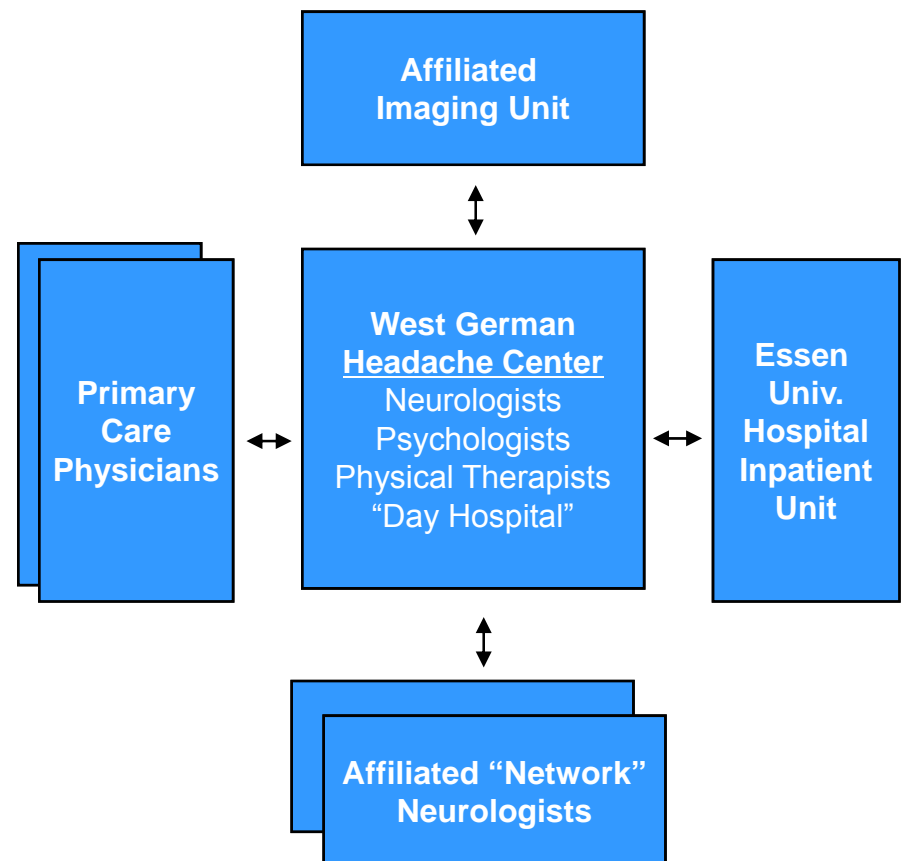 Affiliated
Imaging Unit
Primary
Care
Physicians
West German
Headache Center
Neurologists
Psychologists
Physical Therapists
“Day Hospital”
Essen
Univ.
Hospital
Inpatient
Unit
Affiliated “Network”
Neurologists